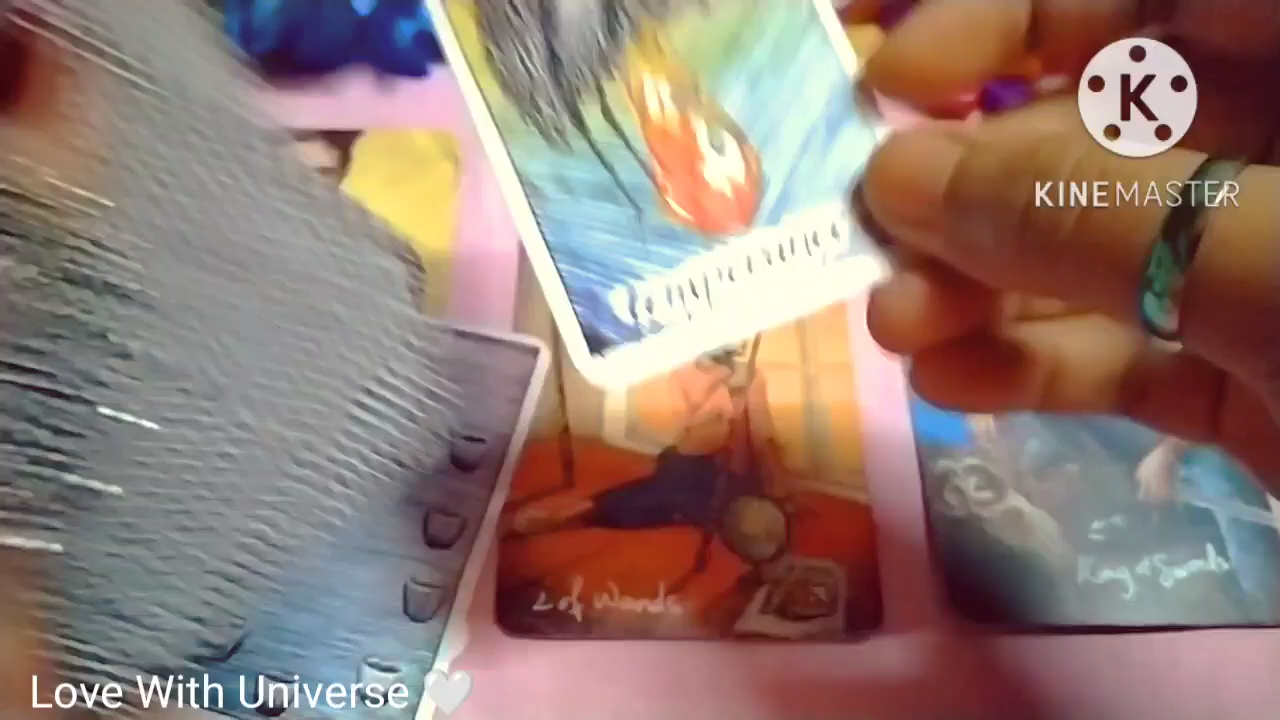 K
KINEMASTER
2 of Wands
King of Swords
Love With Universe 🤍